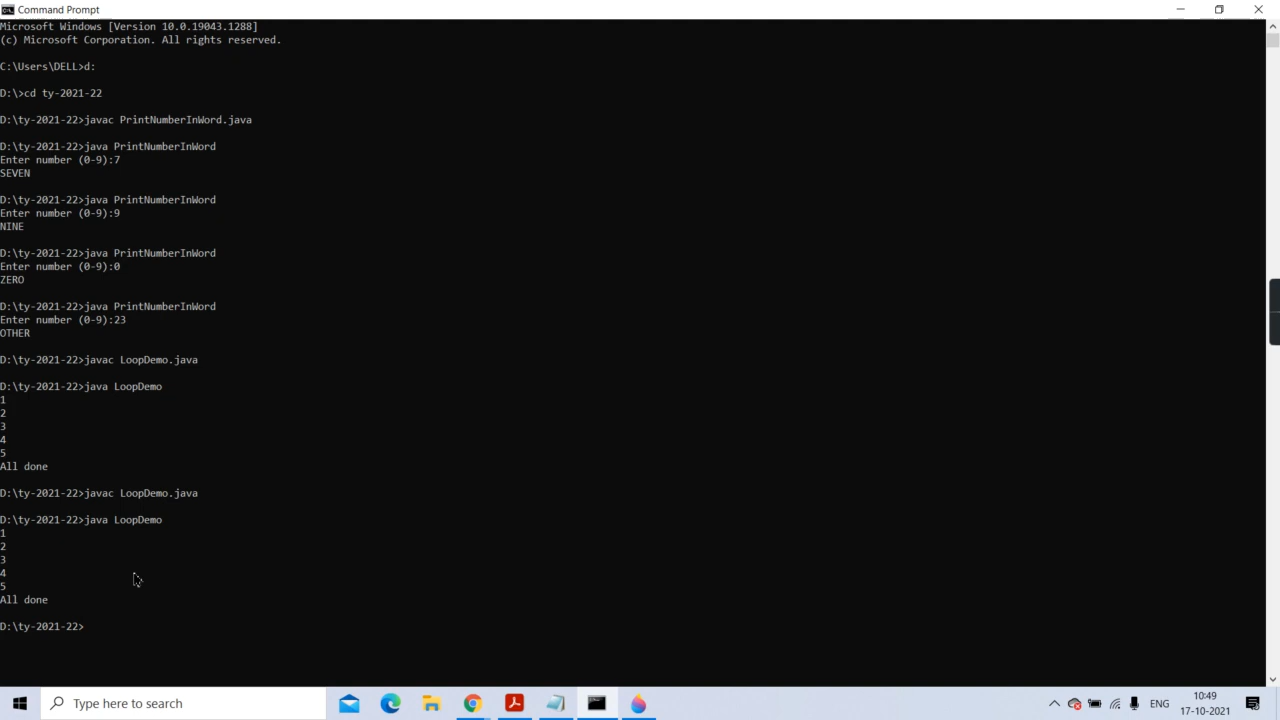 Command Prompt
Microsoft Windows [Version 10.0.19043.1288]
(c) Microsoft Corporation. All rights reserved.
C:\Users\DELL>d:
D:\>cd ty-2021-22
D:\ty-2021-22>javac PrintNumberInWord.java
D:\ty-2021-22>java PrintNumberInWord
Enter number (0-9):7
SEVEN
D:\ty-2021-22>java PrintNumberInWord
Enter number (0-9):9
NINE
D:\ty-2021-22>java PrintNumberInWord
Enter number (0-9):0
ZERO
D:\ty-2021-22>java PrintNumberInWord
Enter number (0-9):23
OTHER
D:\ty-2021-22>javac LoopDemo.java
D:\ty-2021-22>java LoopDemo
1
2
3
4
5
All done
D:\ty-2021-22>javac LoopDemo.java
D:\ty-2021-22>java LoopDemo
1
2
3
4
5
All done
D:\ty-2021-22>
Type here to search
ENG
10:49
17-10-2021